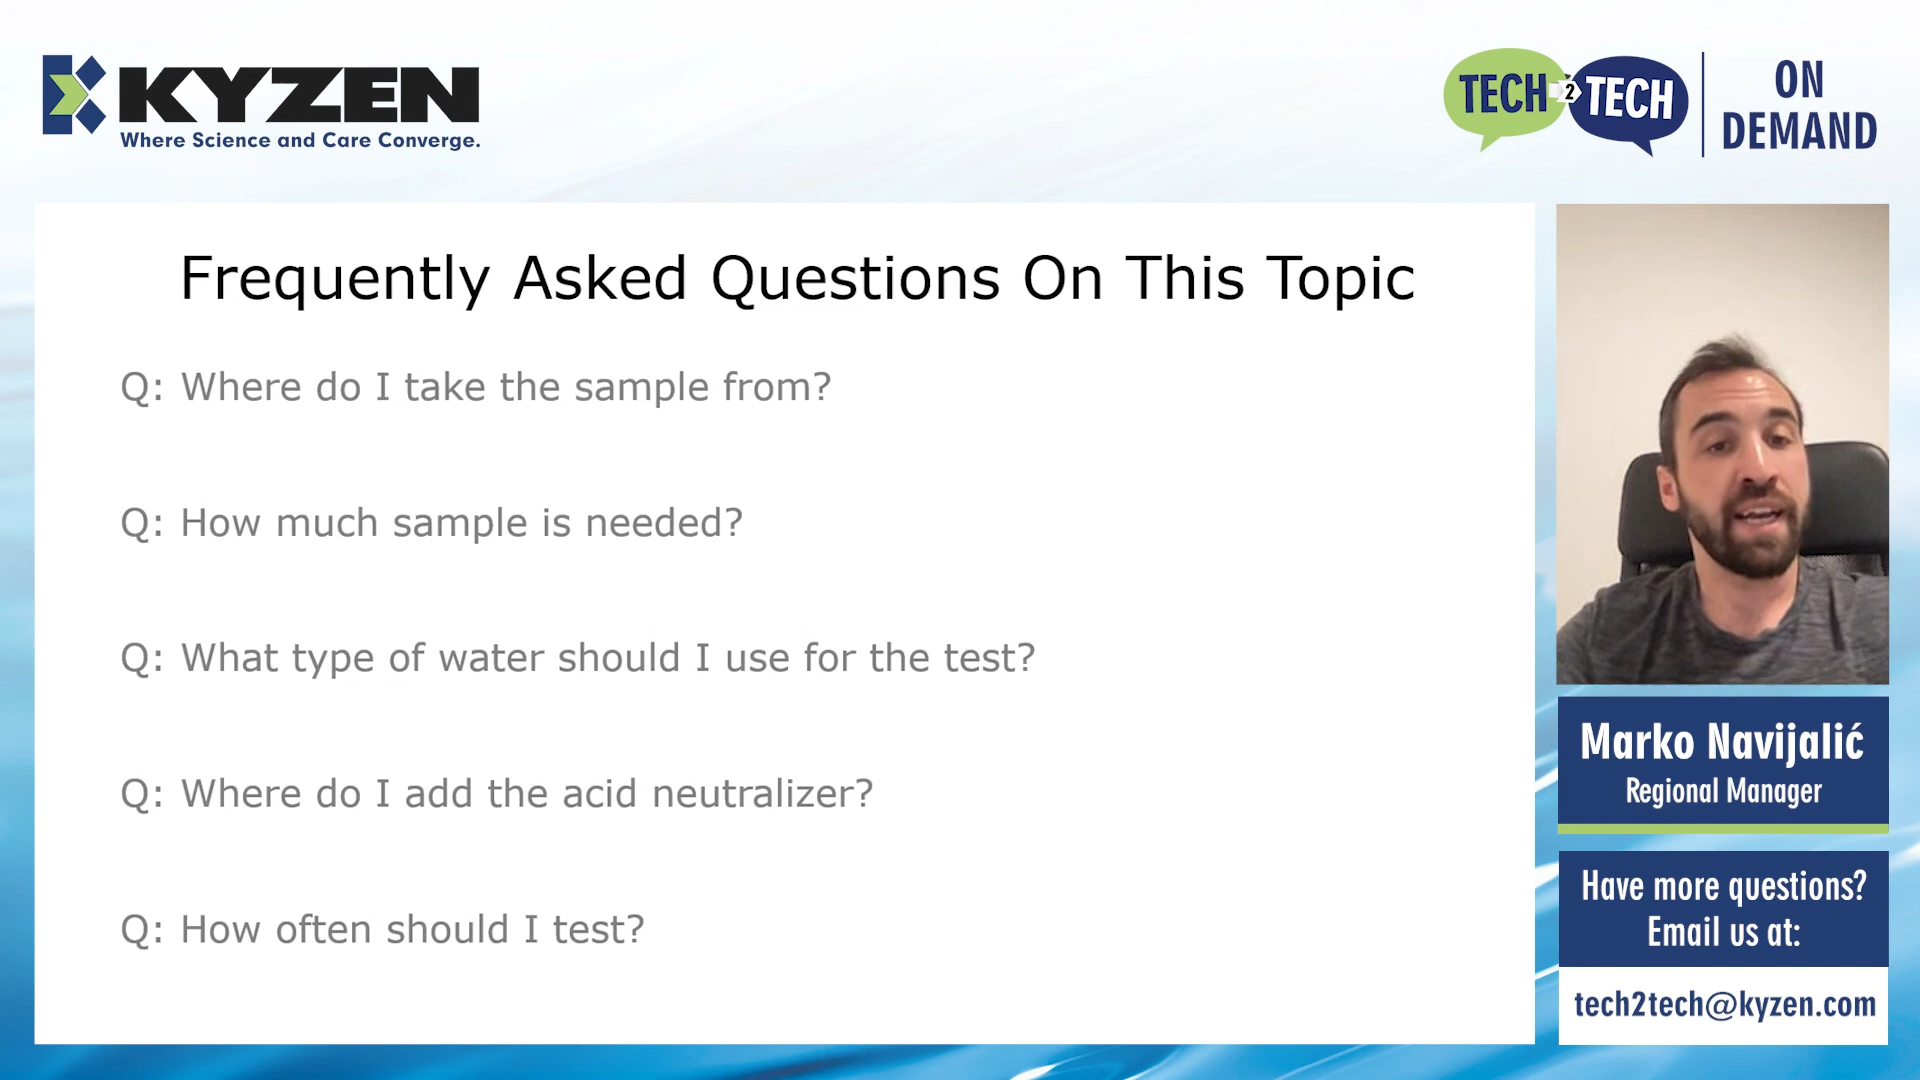 KYZEN
Where Science and Care Converge.
TECH 2 TECH
ON
DEMAND
Frequently Asked Questions On This Topic
Q: Where do I take the sample from?
Q: How much sample is needed?
Q: What type of water should I use for the test?
Q: Where do I add the acid neutralizer?
Q: How often should I test?
Marko Navijalić
Regional Manager
Have more questions?
Email us at:
tech2tech@kyzen.com